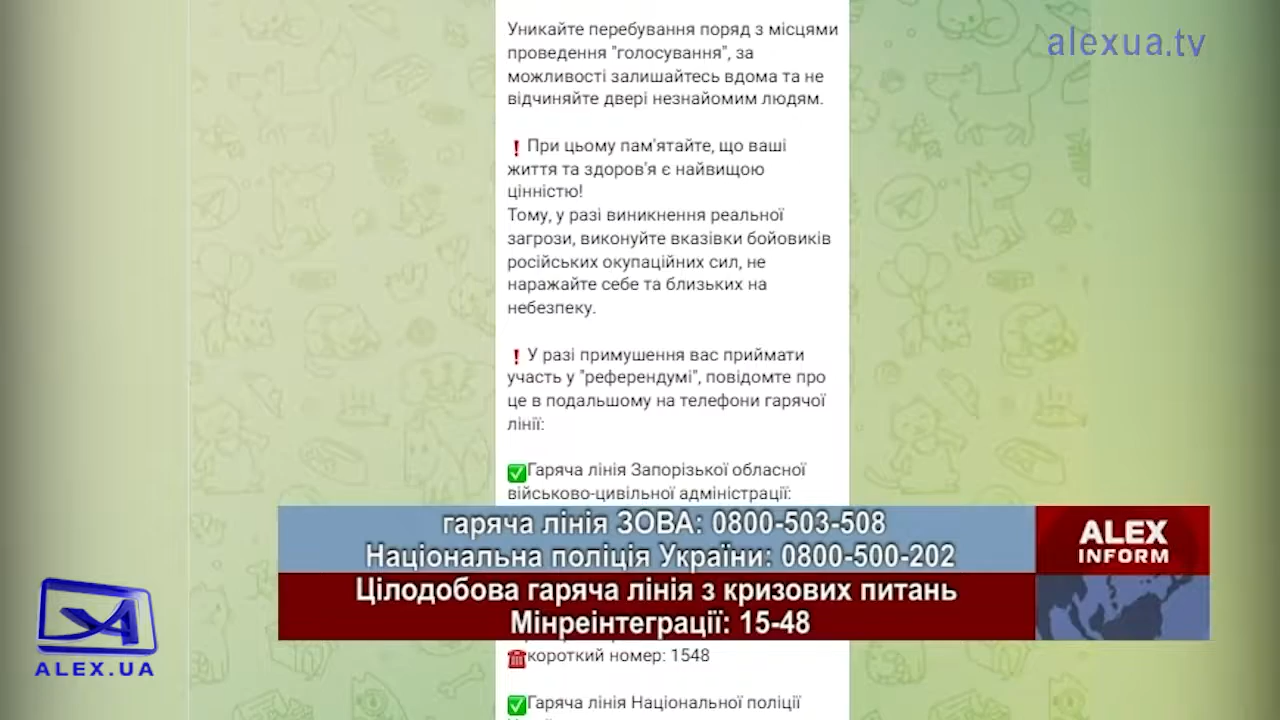 alexua.tv
Уникайте перебування поряд з місцями
проведення "голосування", за
можливості залишайтесь вдома та не
відчиняйте двері незнайомим людям.
❗ При цьому пам'ятайте, що ваші
життя та здоров'я є найвищою
цінністю!
Тому, у разі виникнення реальної
загрози, виконуйте вказівки бойовиків
російських окупаційних сил, не
наражайте себе та близьких на
небезпеку.
❗ У разі примушення вас приймати
участь у "референдумі", повідомте про
це в подальшому на телефони гарячої
лінії:
✅Гаряча лінія Запорізької обласної
військово-цивільної адміністрації:
гаряча лінія ЗОВА: 0800-503-508
Національна поліція України: 0800-500-202
Цілодобова гаряча лінія з кризових питань
Мінреінтеграції: 15-48
ALEX
INFORM
ALEX.UA
☎короткий номер: 1548
✅Гаряча лінія Національної поліції